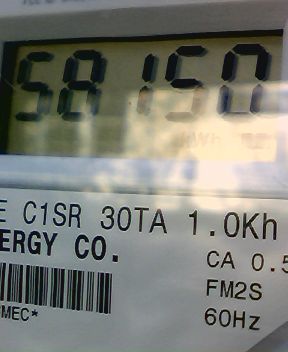 58150
kWh
E C1SR 30TA 1.0Kh
ERGY CO.
CA 0.5
FM2S
MEC*
60Hz